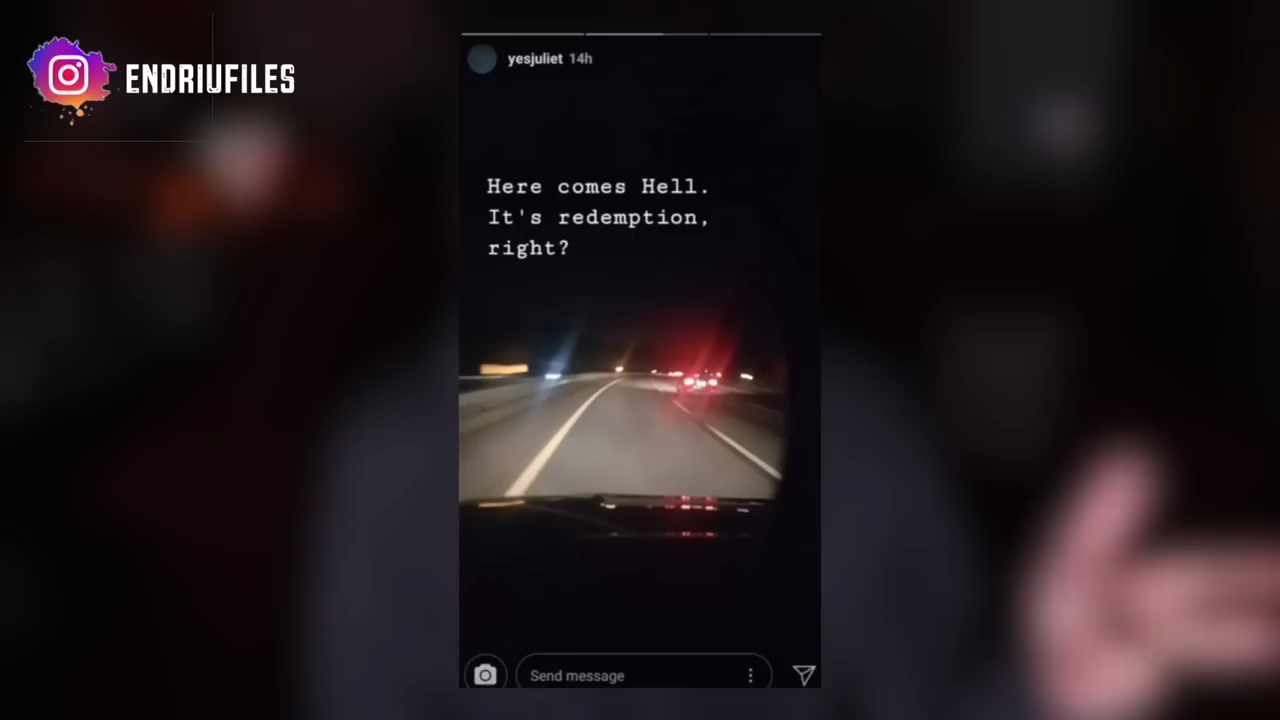 ENDRIUFILES
yesjuliet 14h
Here comes Hell.
It's redemption,
right?
Send message